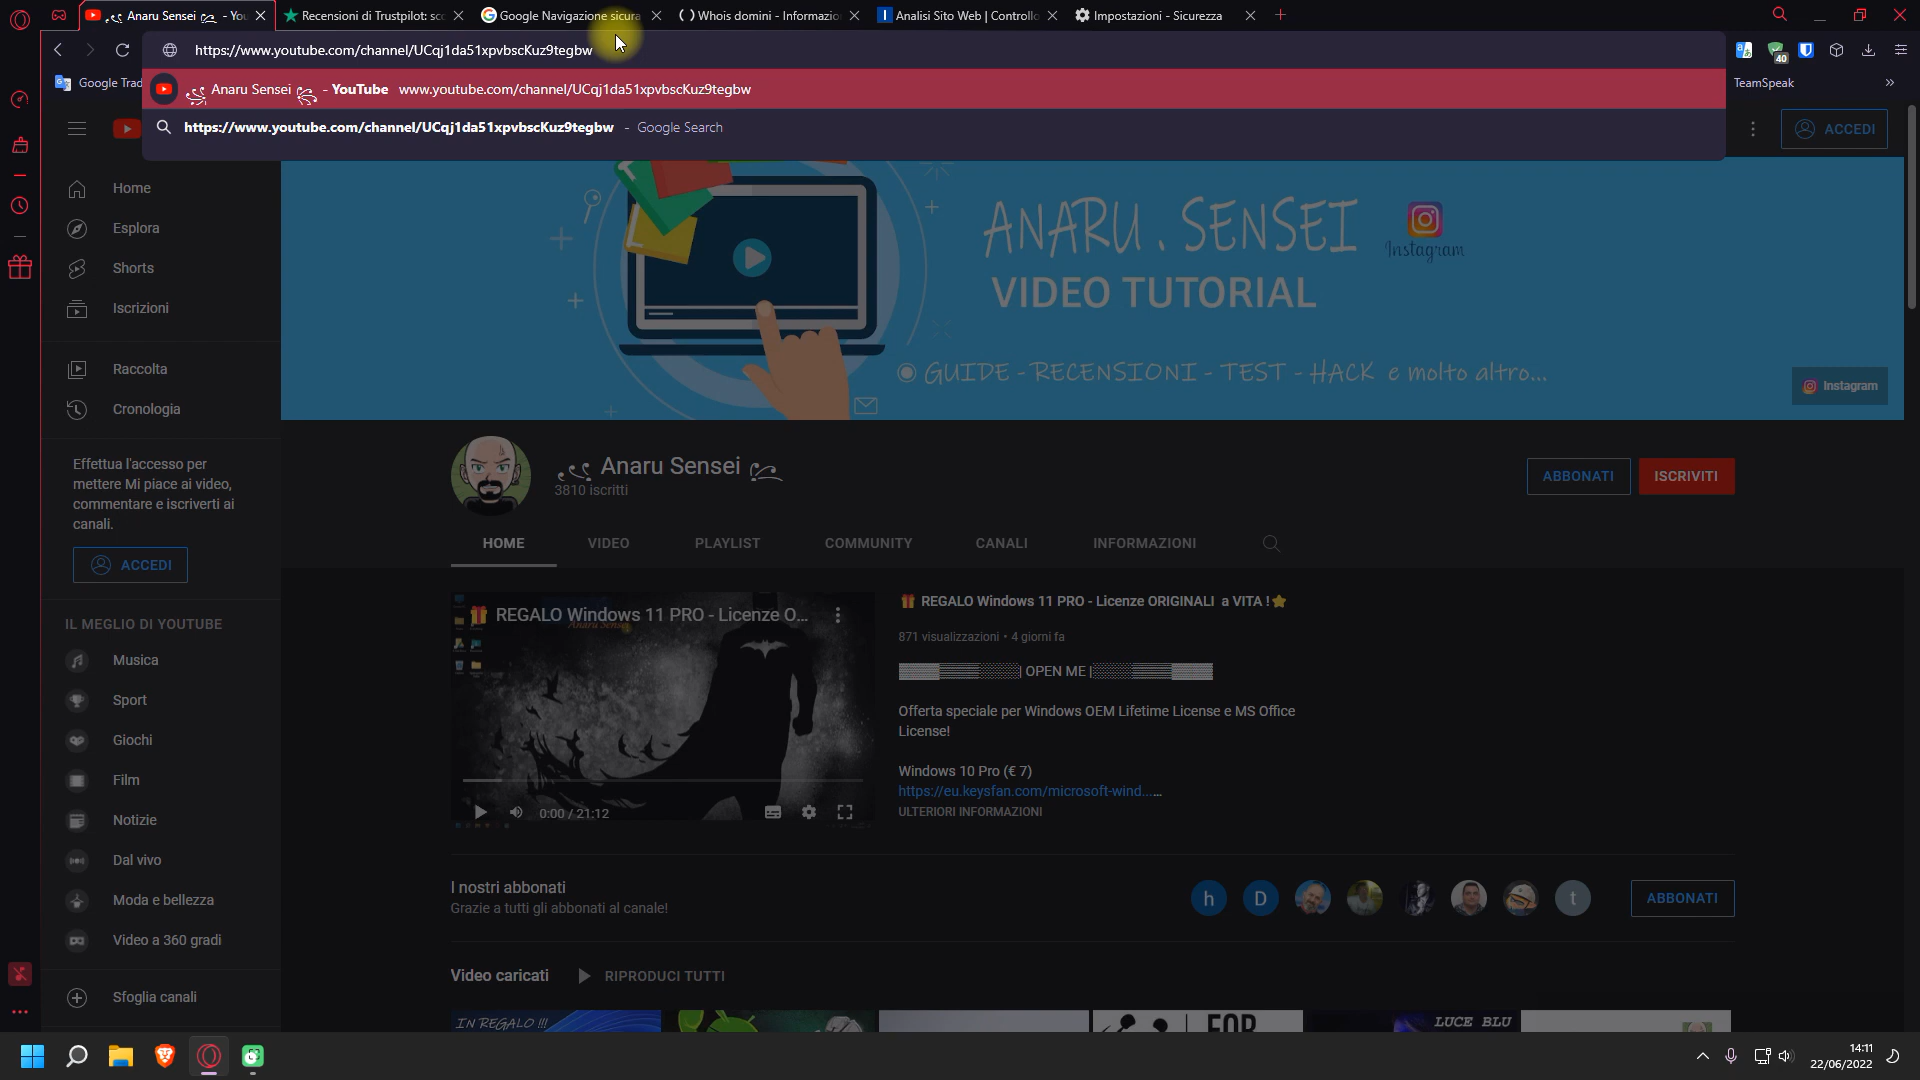 Anaru Sensei - You
Recensioni di Trustpilot: sco
Google Navigazione sicura
Whois domini - Informazio
Analisi Sito Web | Controllo
Impostazioni - Sicurezza
https://www.youtube.com/channel/UCqj1da51xpvbscKuz9tegbw
40
Google Trad
Anaru Sensei - YouTube www.youtube.com/channel/UCqj1da51xpvbscKuz9tegbw
TeamSpeak
https://www.youtube.com/channel/UCqj1da51xpvbscKuz9tegbw - Google Search
ACCEDI
Home
Esplora
Shorts
Iscrizioni
Raccolta
Cronologia
Effettua l'accesso per
mettere Mi piace ai video,
commentare e iscriverti ai
canali.
ACCEDI
IL MEGLIO DI YOUTUBE
Musica
Sport
Giochi
Film
Notizie
Dal vivo
Moda e bellezza
Video a 360 gradi
Sfoglia canali
ANARU . SENSEI
Instagram
VIDEO TUTORIAL
GUIDE - RECENSIONI - TEST - HACK e molto altro...
Instagram
Anaru Sensei
3810 iscritti
ABBONATI
ISCRIVITI
HOME
VIDEO
PLAYLIST
COMMUNITY
CANALI
INFORMAZIONI
REGALO Windows 11 PRO - Licenze O...
Anaru Sensei
0:00 / 21:12
REGALO Windows 11 PRO - Licenze ORIGINALI a VITA !
871 visualizzazioni • 4 giorni fa
| OPEN ME |
Offerta speciale per Windows OEM Lifetime License e MS Office
License!
Windows 10 Pro (€ 7)
https://eu.keysfan.com/microsoft-wind......
ULTERIORI INFORMAZIONI
I nostri abbonati
Grazie a tutti gli abbonati al canale!
h
D
t
ABBONATI
Video caricati
RIPRODUCI TUTTI
IN REGALO !!!
FOR
LUCE BLU
14:11
22/06/2022